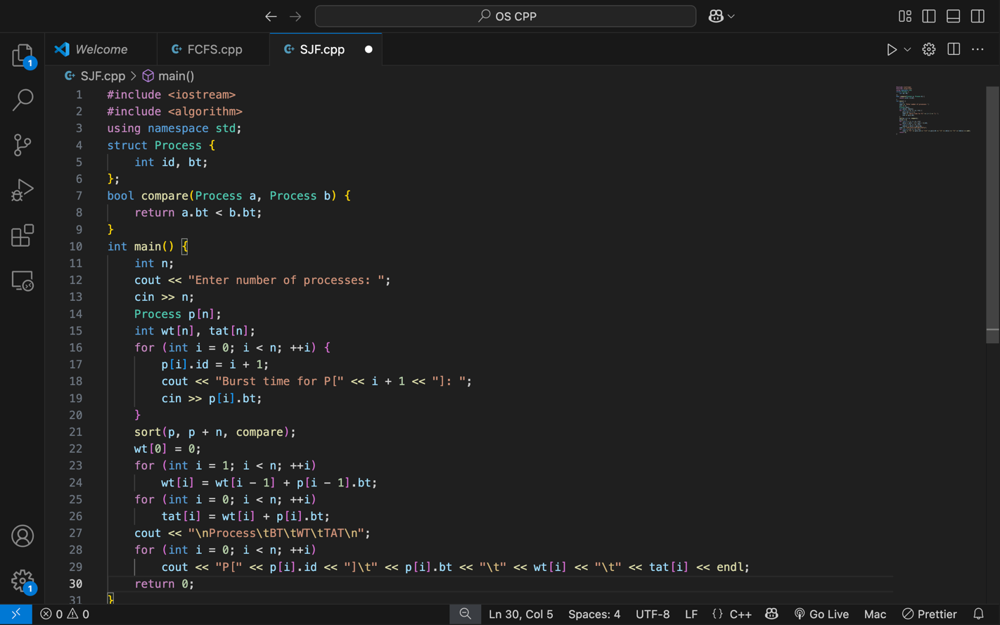 OS CPP
Welcome
FCFS.cpp
SJF.cpp
SJF.cpp > main()
1 #include <iostream>
2 #include <algorithm>
3 using namespace std;
4 struct Process {
5 int id, bt;
6 };
7 bool compare(Process a, Process b) {
8 return a.bt < b.bt;
9 }
10 int main() {
11 int n;
12 cout << "Enter number of processes: ";
13 cin >> n;
14 Process p[n];
15 int wt[n], tat[n];
16 for (int i = 0; i < n; ++i) {
17 p[i].id = i + 1;
18 cout << "Burst time for P[" << i + 1 << "]: ";
19 cin >> p[i].bt;
20 }
21 sort(p, p + n, compare);
22 wt[0] = 0;
23 for (int i = 1; i < n; ++i)
24 wt[i] = wt[i - 1] + p[i - 1].bt;
25 for (int i = 0; i < n; ++i)
26 tat[i] = wt[i] + p[i].bt;
27 cout << "\nProcess\tBT\tWT\tTAT\n";
28 for (int i = 0; i < n; ++i)
29 cout << "P[" << p[i].id << "]\t" << p[i].bt << "\t" << wt[i] << "\t" << tat[i] << endl;
30 return 0;
31 }
1
1
0 0 Ln 30, Col 5 Spaces: 4 UTF-8 LF {} C++ Go Live Mac Prettier